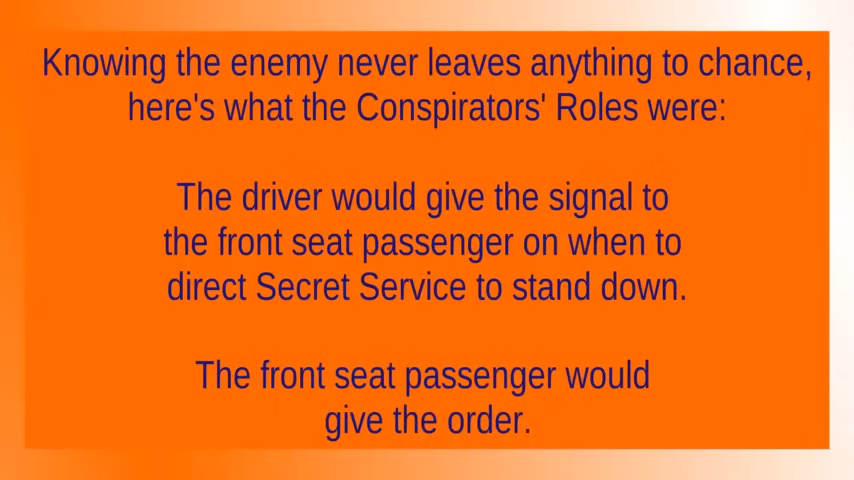 Knowing the enemy never leaves anything to chance,
here's what the Conspirators' Roles were:
The driver would give the signal to
the front seat passenger on when to
direct Secret Service to stand down.
The front seat passenger would
give the order.